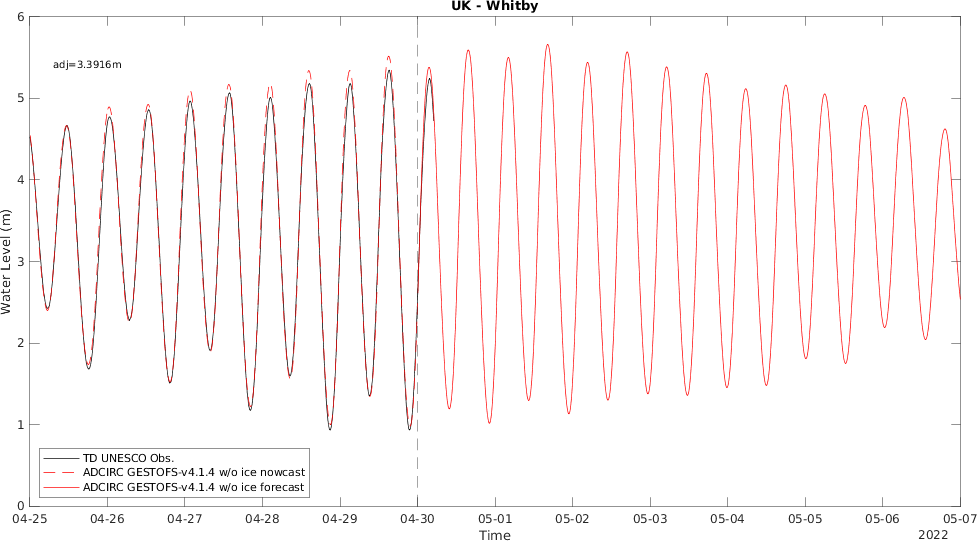 UK - Whitby
adj=3.3916m
6
5
4
3
2
1
0
Water Level (m)
TD UNESCO Obs.
ADCIRC GESTOFS-v4.1.4 w/o ice nowcast
ADCIRC GESTOFS-v4.1.4 w/o ice forecast
04-25 04-26 04-27 04-28 04-29 04-30 05-01 05-02 05-03 05-04 05-05 05-06 05-07
Time
2022